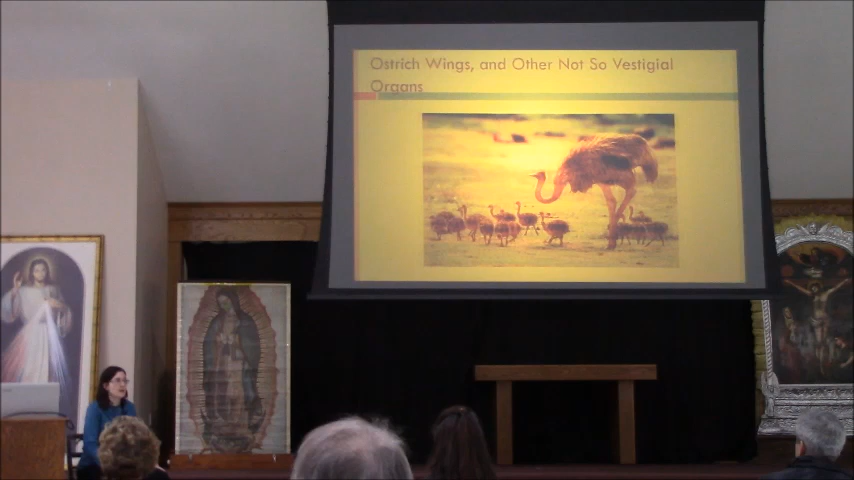 Ostrich Wings, and Other Not So Vestigial
Organs